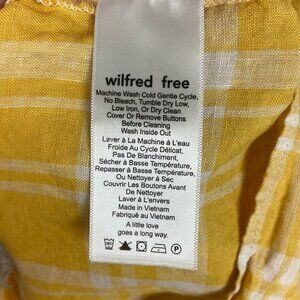 wilfred free
Machine Wash Cold Gentle Cycle,
No Bleach, Tumble Dry Low,
Low Iron, Or Dry Clean
Cover Or Remove Buttons
Before Cleaning
Wash Inside Out
Laver À La Machine À L'eau
Froide Au Cycle Délicat,
Pas De Blanchiment,
Sécher à Basse Température,
Repasser à Basse Température,
Ou Nettoyer à Sec
Couvrir Les Boutons Avant
De Nettoyer
Laver à L'envers
Made in Vietnam
Fabriqué au Vietnam
A little love
goes a long way.